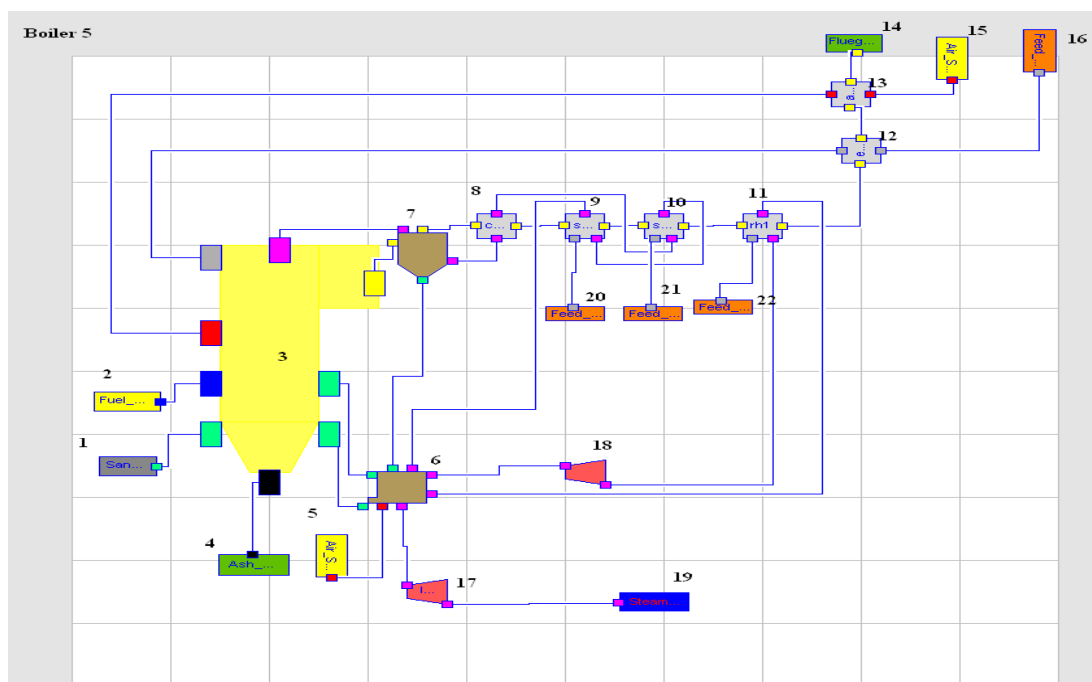 Boiler 5
14
15
16
Flueg...
Air_S...
Feed_...
13
a...
12
e...
8
9
10
11
7
c...
s...
s...
rh1
20
21
22
Feed_...
Feed_...
Feed_...
3
2
Fuel_...
1
San...
6
18
5
4
Air_S...
Ash_...
17
19
l...
Steam...